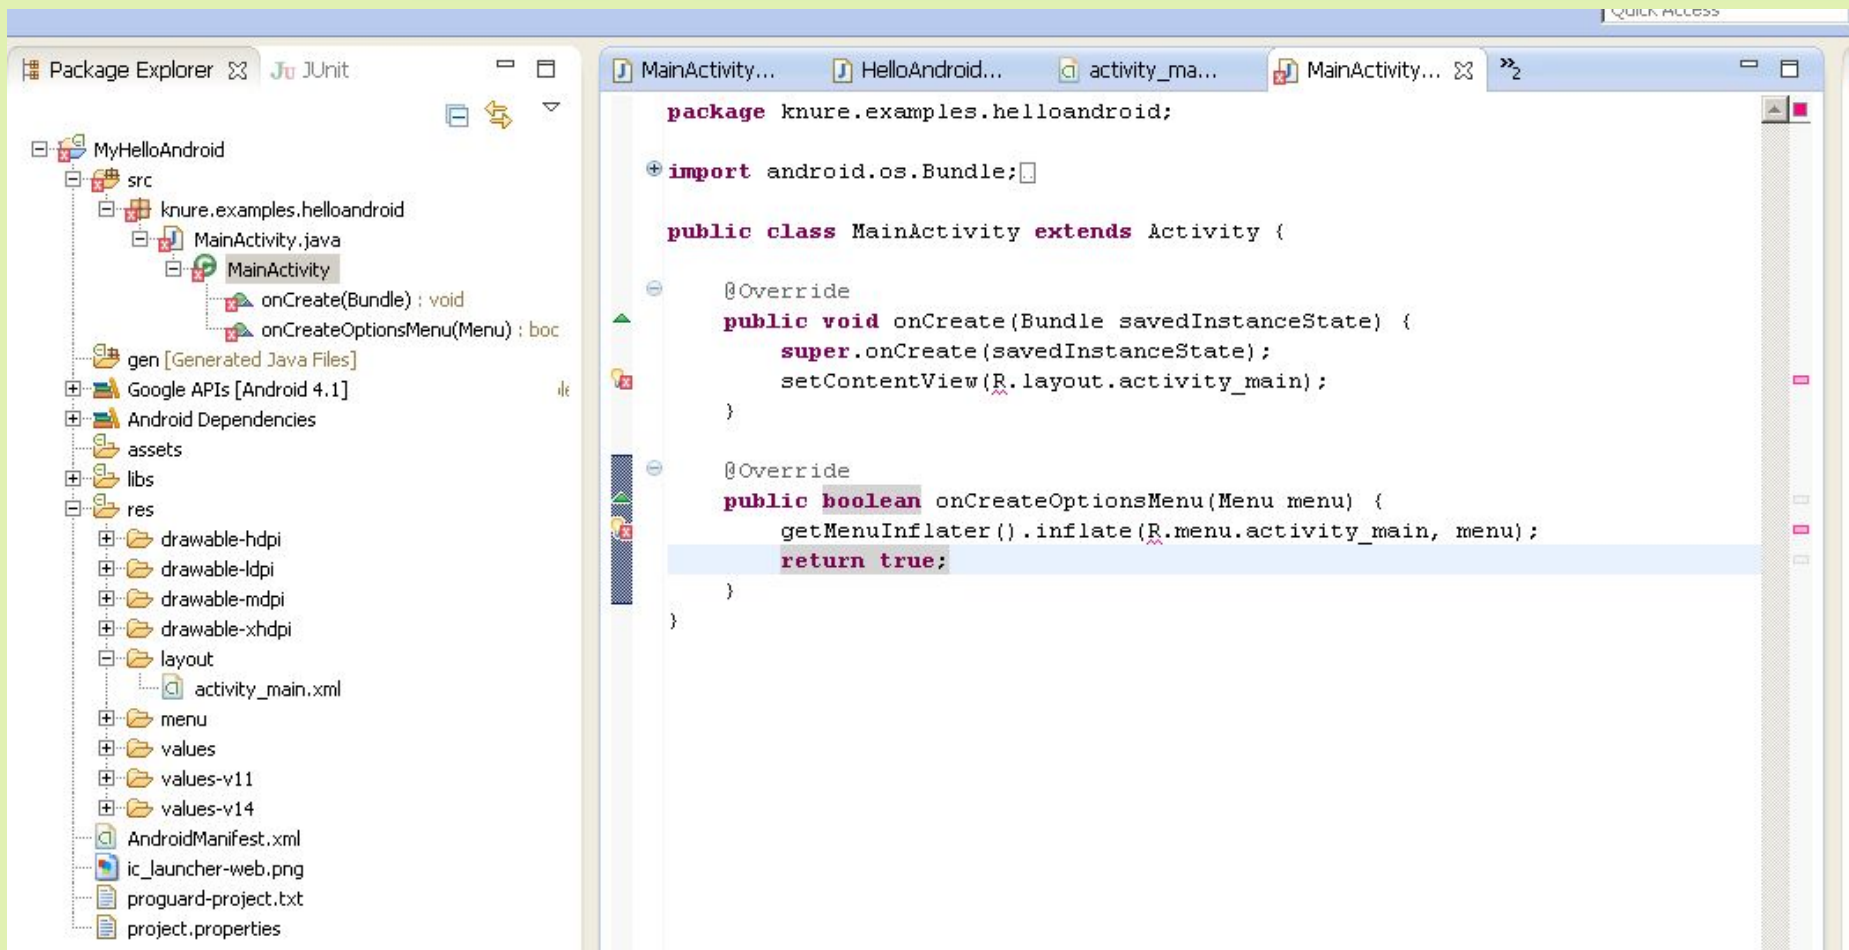 Quick Access
Package Explorer JUnit
MainActivity... HelloAndroid... activity_ma... MainActivity... »2
MyHelloAndroid
src
knure.examples.helloandroid
MainActivity.java
MainActivity
onCreate(Bundle) : void
onCreateOptionsMenu(Menu) : boo
gen [Generated Java Files]
Google APIs [Android 4.1]
Android Dependencies
assets
libs
res
drawable-hdpi
drawable-ldpi
drawable-mdpi
drawable-xhdpi
layout
activity_main.xml
menu
values
values-v11
values-v14
AndroidManifest.xml
ic_launcher-web.png
proguard-project.txt
project.properties
package knure.examples.helloandroid;
import android.os.Bundle;
public class MainActivity extends Activity {
@Override
public void onCreate(Bundle savedInstanceState) {
super.onCreate(savedInstanceState);
setContentView(R.layout.activity_main);
}
@Override
public boolean onCreateOptionsMenu(Menu menu) {
getMenuInflater().inflate(R.menu.activity_main, menu);
return true;
}
}